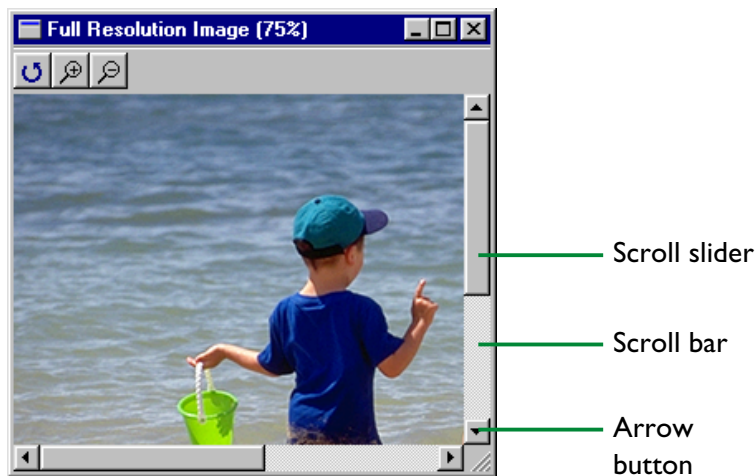 Full Resolution Image (75%)
Scroll slider
Scroll bar
Arrow
button